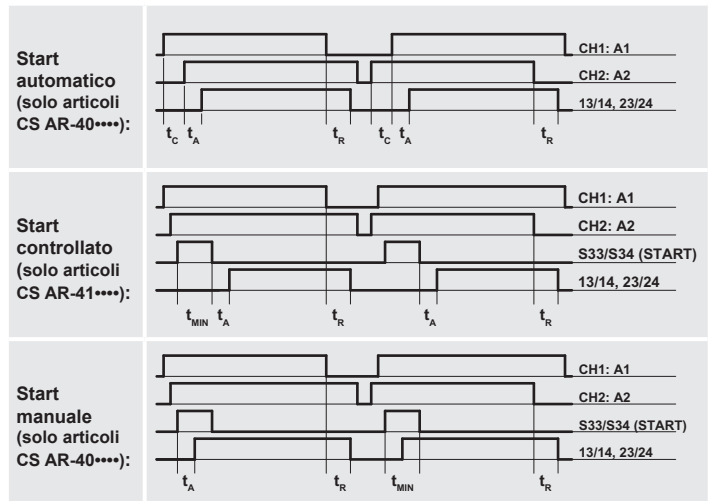 Start
automatico
(solo articoli
CS AR-40••••):
CH1: A1
CH2: A2
13/14, 23/24
tC tA tR tC tA tR
Start
controllato
(solo articoli
CS AR-41••••):
CH1: A1
CH2: A2
S33/S34 (START)
13/14, 23/24
tMIN tA tR tA tR
Start
manuale
(solo articoli
CS AR-40••••):
CH1: A1
CH2: A2
S33/S34 (START)
13/14, 23/24
tA tR tMIN tR